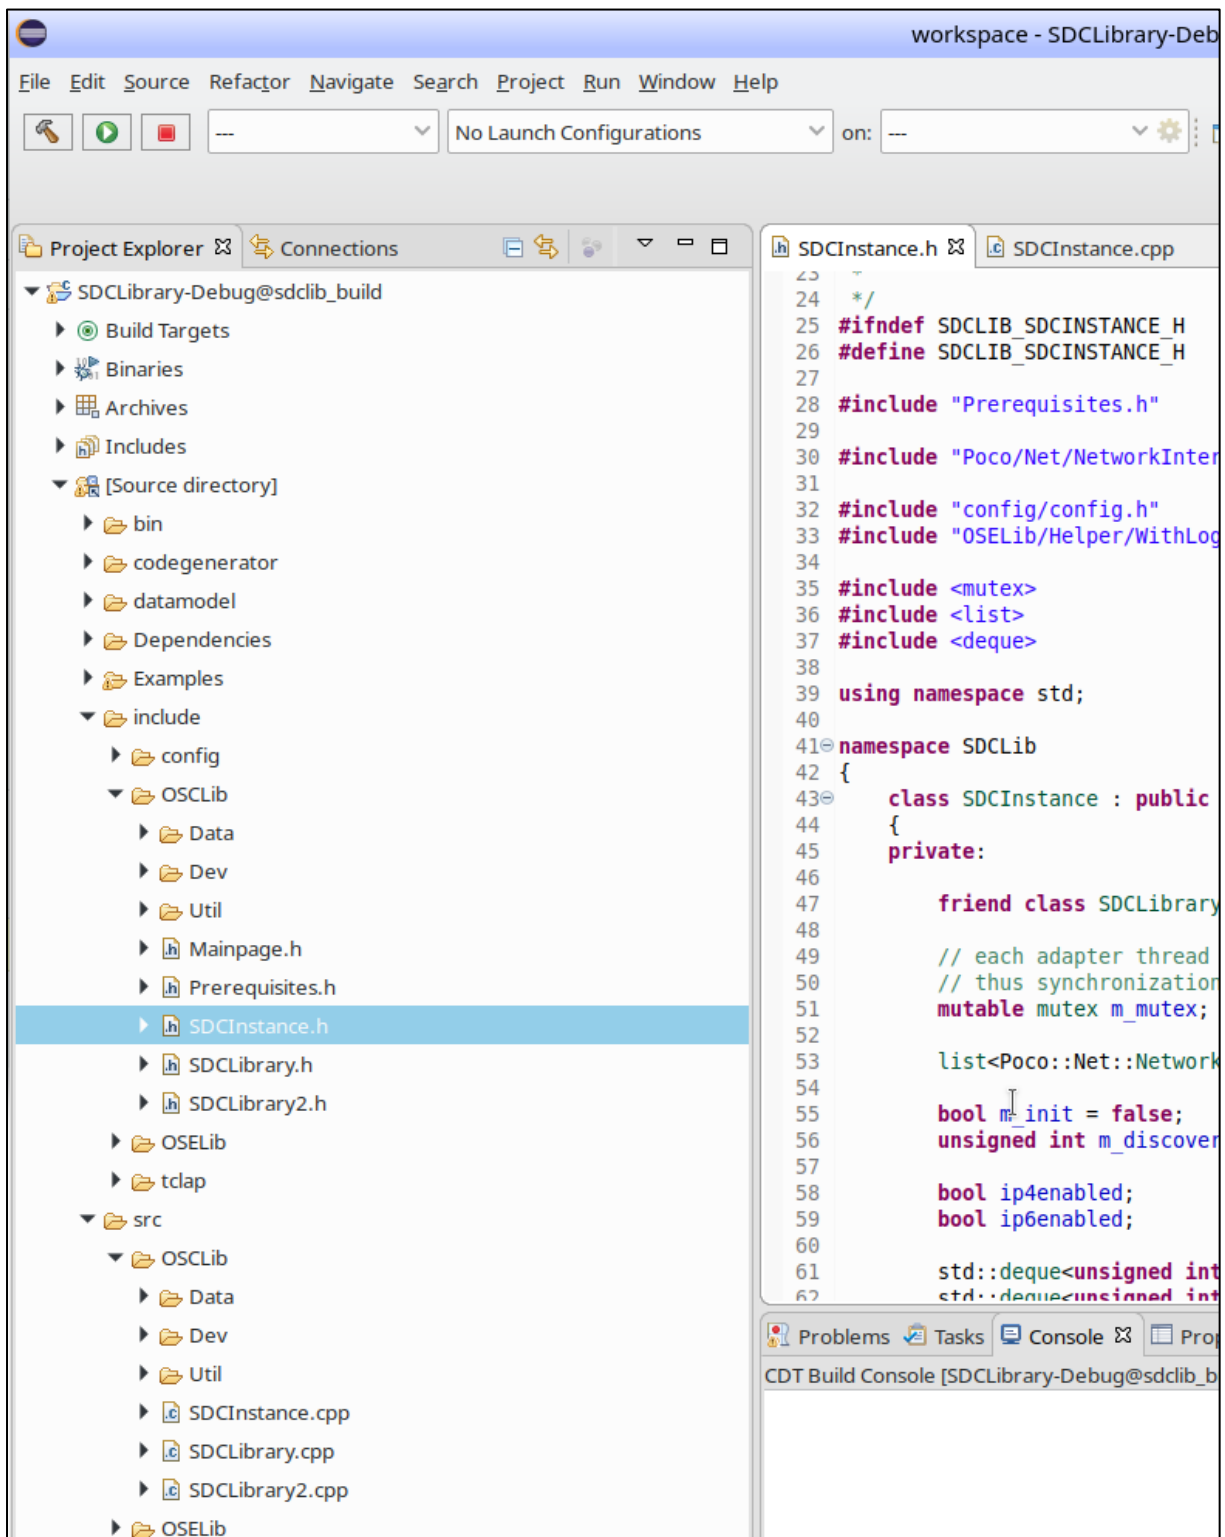 workspace - SDCLibrary-Deb
File Edit Source Refactor Navigate Search Project Run Window Help
--- No Launch Configurations on: ---
Project Explorer Connections
SDCLibrary-Debug@sdclib_build
Build Targets
Binaries
Archives
Includes
[Source directory]
bin
codegenerator
datamodel
Dependencies
Examples
include
config
OSCLib
Data
Dev
Util
Mainpage.h
Prerequisites.h
SDCInstance.h
SDCLibrary.h
SDCLibrary2.h
OSELib
tclap
src
OSCLib
Data
Dev
Util
SDCInstance.cpp
SDCLibrary.cpp
SDCLibrary2.cpp
OSELib
SDCInstance.h SDCInstance.cpp
23 *
24 */
25 #ifndef SDCLIB_SDCINSTANCE_H
26 #define SDCLIB_SDCINSTANCE_H
27
28 #include "Prerequisites.h"
29
30 #include "Poco/Net/NetworkInter
31
32 #include "config/config.h"
33 #include "OSELib/Helper/WithLog
34
35 #include <mutex>
36 #include <list>
37 #include <deque>
38
39 using namespace std;
40
41 namespace SDCLib
42 {
43 class SDCInstance : public
44 {
45 private:
46
47 friend class SDCLibrary
48
49 // each adapter thread
50 // thus synchronization
51 mutable mutex m_mutex;
52
53 list<Poco::Net::Network
54
55 bool m_init = false;
56 unsigned int m_discover
57
58 bool ip4enabled;
59 bool ip6enabled;
60
61 std::deque<unsigned int
62 std::deque<unsigned int
Problems Tasks Console Prop
CDT Build Console [SDCLibrary-Debug@sdclib_b